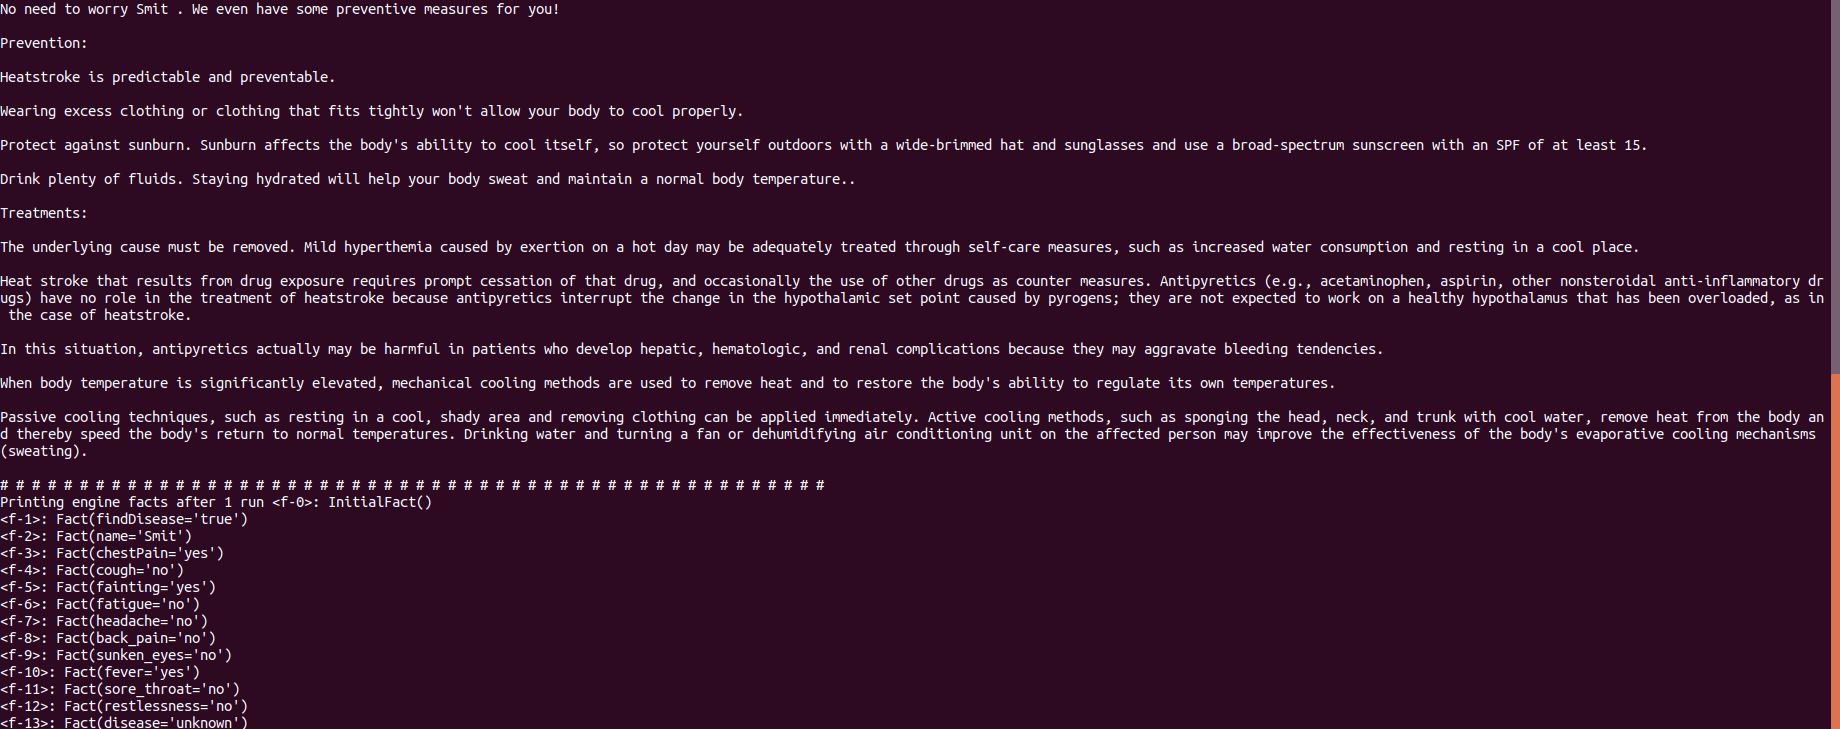 No need to worry Smit . We even have some preventive measures for you!
Prevention:
Heatstroke is predictable and preventable.
Wearing excess clothing or clothing that fits tightly won't allow your body to cool properly.
Protect against sunburn. Sunburn affects the body's ability to cool itself, so protect yourself outdoors with a wide-brimmed hat and sunglasses and use a broad-spectrum sunscreen with an SPF of at least 15.
Drink plenty of fluids. Staying hydrated will help your body sweat and maintain a normal body temperature..
Treatments:
The underlying cause must be removed. Mild hyperthemia caused by exertion on a hot day may be adequately treated through self-care measures, such as increased water consumption and resting in a cool place.
Heat stroke that results from drug exposure requires prompt cessation of that drug, and occasionally the use of other drugs as counter measures. Antipyretics (e.g., acetaminophen, aspirin, other nonsteroidal anti-inflammatory dr
ugs) have no role in the treatment of heatstroke because antipyretics interrupt the change in the hypothalamic set point caused by pyrogens; they are not expected to work on a healthy hypothalamus that has been overloaded, as in
the case of heatstroke.
In this situation, antipyretics actually may be harmful in patients who develop hepatic, hematologic, and renal complications because they may aggravate bleeding tendencies.
When body temperature is significantly elevated, mechanical cooling methods are used to remove heat and to restore the body's ability to regulate its own temperatures.
Passive cooling techniques, such as resting in a cool, shady area and removing clothing can be applied immediately. Active cooling methods, such as sponging the head, neck, and trunk with cool water, remove heat from the body an
d thereby speed the body's return to normal temperatures. Drinking water and turning a fan or dehumidifying air conditioning unit on the affected person may improve the effectiveness of the body's evaporative cooling mechanisms
(sweating).
# # # # # # # # # # # # # # # # # # # # # # # # # # # # # # # # # # # # # # # # # # # # # # # # # # # #
Printing engine facts after 1 run <f-0>: InitialFact()
<f-1>: Fact(findDisease='true')
<f-2>: Fact(name='Smit')
<f-3>: Fact(chestPain='yes')
<f-4>: Fact(cough='no')
<f-5>: Fact(fainting='yes')
<f-6>: Fact(fatigue='no')
<f-7>: Fact(headache='no')
<f-8>: Fact(back_pain='no')
<f-9>: Fact(sunken_eyes='no')
<f-10>: Fact(fever='yes')
<f-11>: Fact(sore_throat='no')
<f-12>: Fact(restlessness='no')
<f-13>: Fact(disease='unknown')